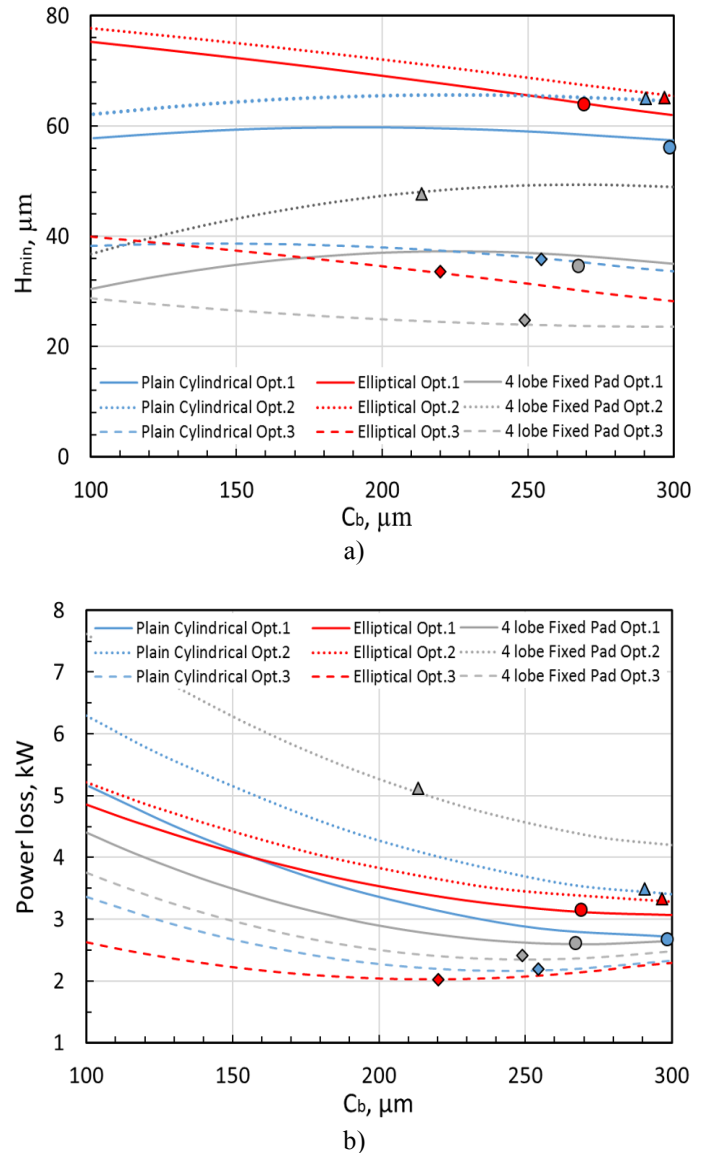 80
60
40
20
0
Hmin, μm
Plain Cylindrical Opt.1 Elliptical Opt.1 4 lobe Fixed Pad Opt.1
Plain Cylindrical Opt.2 Elliptical Opt.2 4 lobe Fixed Pad Opt.2
Plain Cylindrical Opt.3 Elliptical Opt.3 4 lobe Fixed Pad Opt.3
100 150 200 250 300
Cb, μm
a)
8
7
6
5
4
3
2
1
Power loss, kW
Plain Cylindrical Opt.1 Elliptical Opt.1 4 lobe Fixed Pad Opt.1
Plain Cylindrical Opt.2 Elliptical Opt.2 4 lobe Fixed Pad Opt.2
Plain Cylindrical Opt.3 Elliptical Opt.3 4 lobe Fixed Pad Opt.3
100 150 200 250 300
Cb, μm
b)